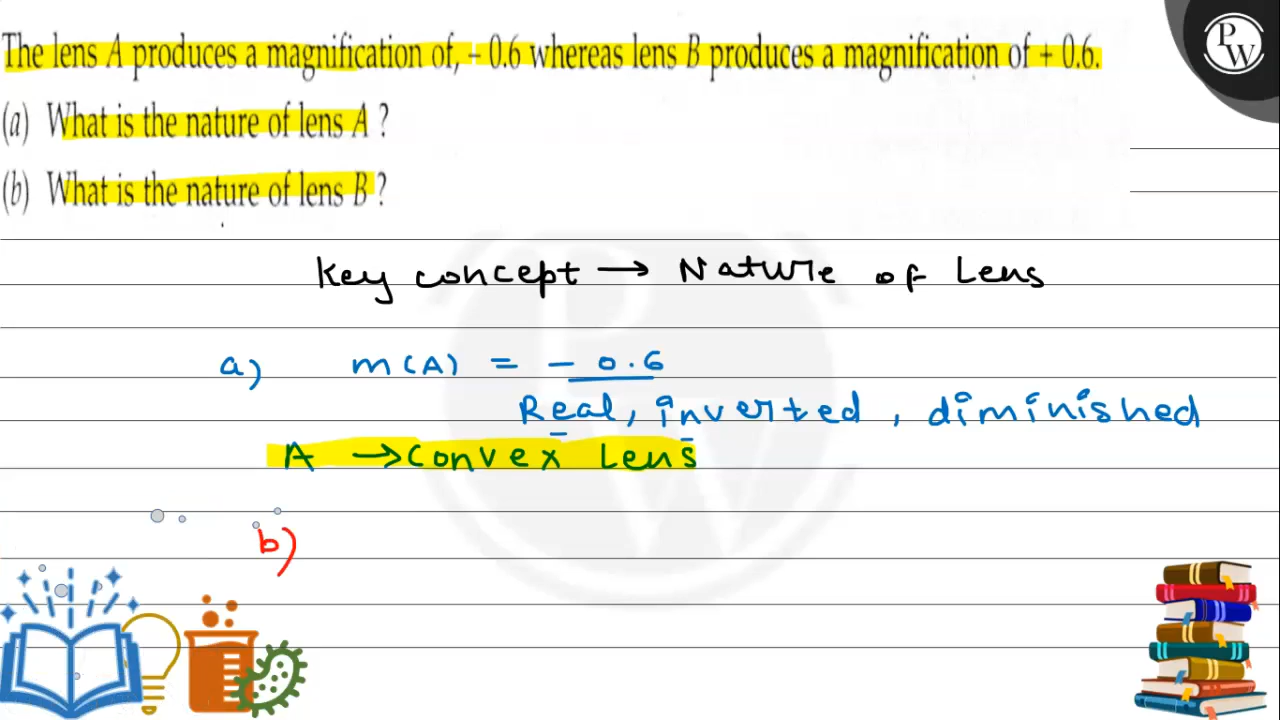 The lens A produces a magnification of, – 0.6 whereas lens B produces a magnification of + 0.6.
(a) What is the nature of lens A ?
(b) What is the nature of lens B ?
Key concept → Nature of Lens
a) m(A) = - 0.6
Real, inverted, diminished
A → Convex Lens
b)
PW